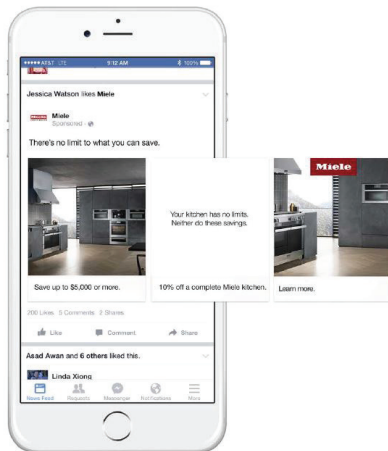 AT&T LTE 9:12 AM 100%
Jessica Watson likes Miele
Miele
Sponsored
There's no limit to what you can save.
Your kitchen has no limits.
Neither do these savings.
Miele
Save up to $5,000 or more.
10% off a complete Miele kitchen.
Learn more.
200 Likes 5 Comments 2 Shares
Like Comment Share
Asad Awan and 6 others liked this.
Linda Xiong
News Feed Requests Messenger Notifications More